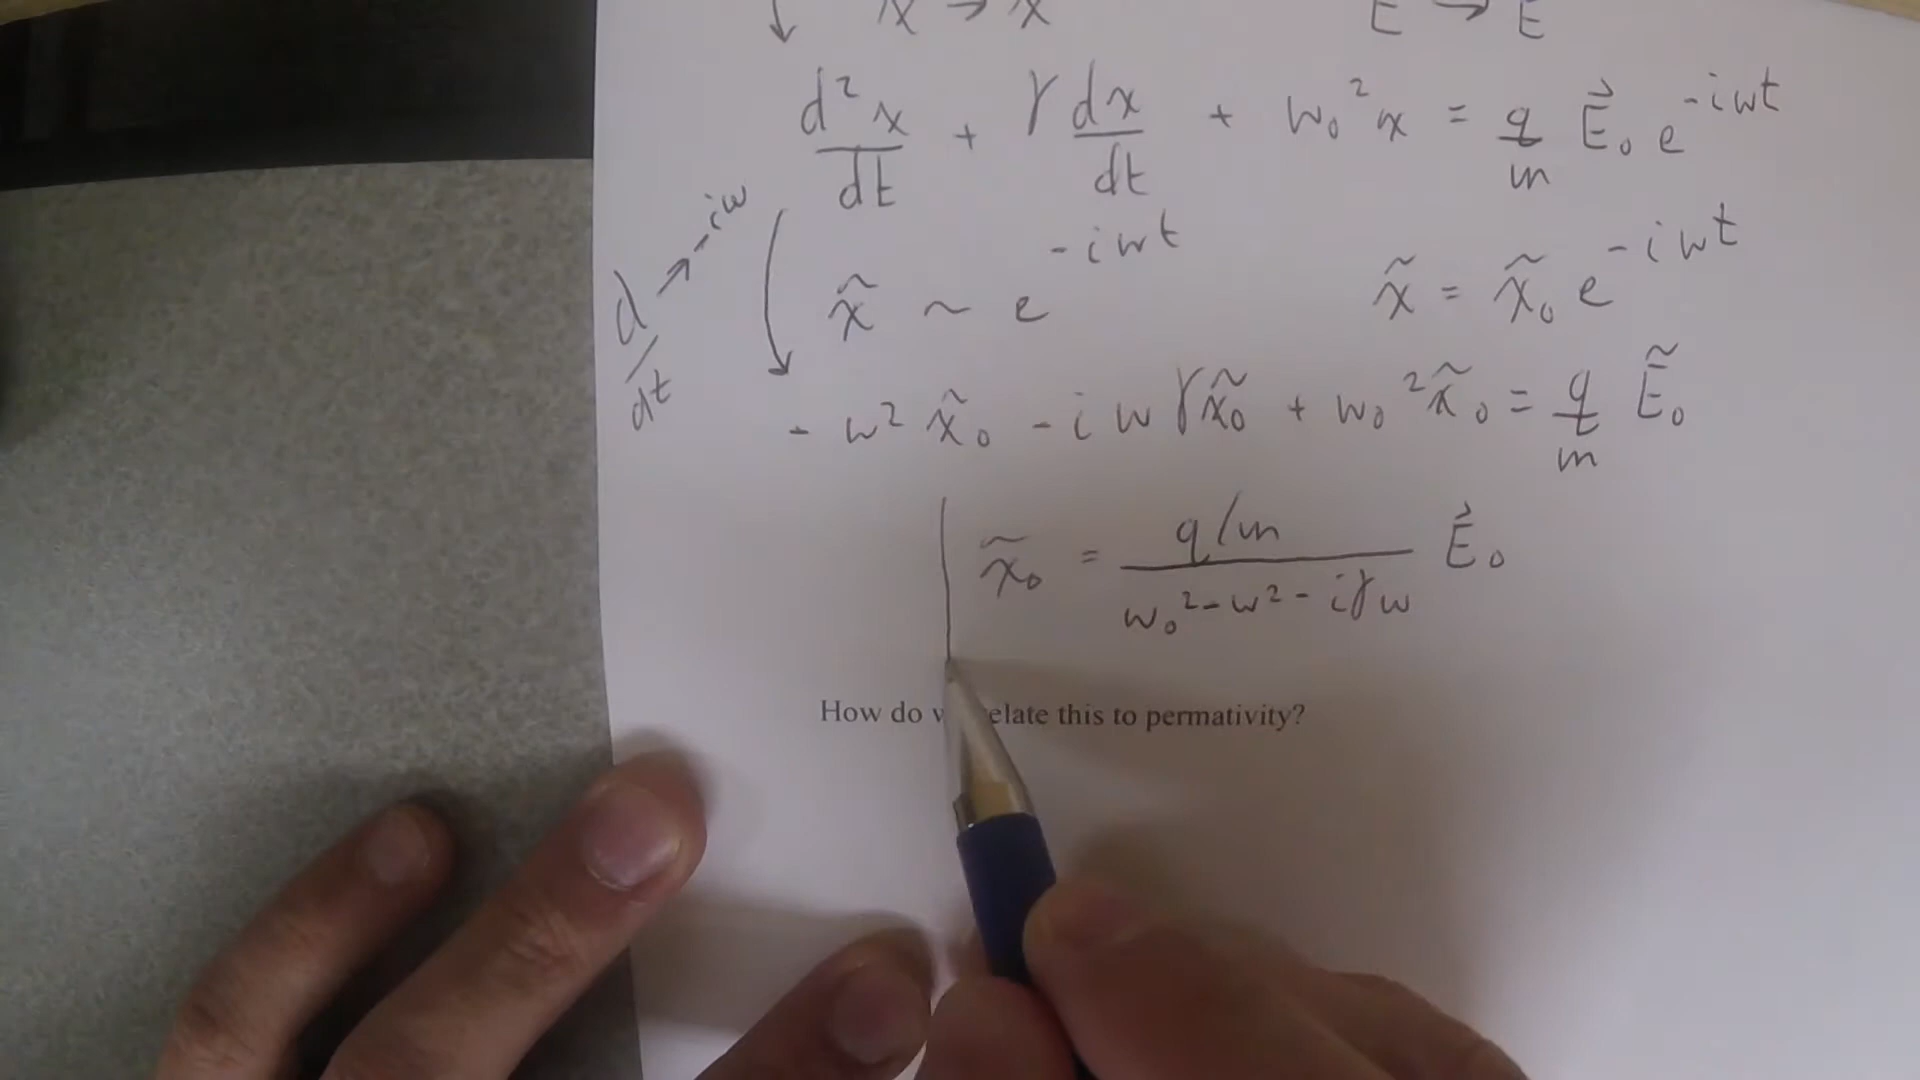 x → x E → E
d²x/dt + γ dx/dt + w₀²x = q/m E⃗₀ e^-iwt
d/dt → -iw
x̃ ~ e^-iwt x̃ = x̃₀ e^-iwt
- w² x̃₀ - i w γ x̃₀ + w₀² x̃₀ = q/m Ẽ₀
x̃₀ = q/m / w₀² - w² - iγw E⃗₀
How do elate this to permativity?